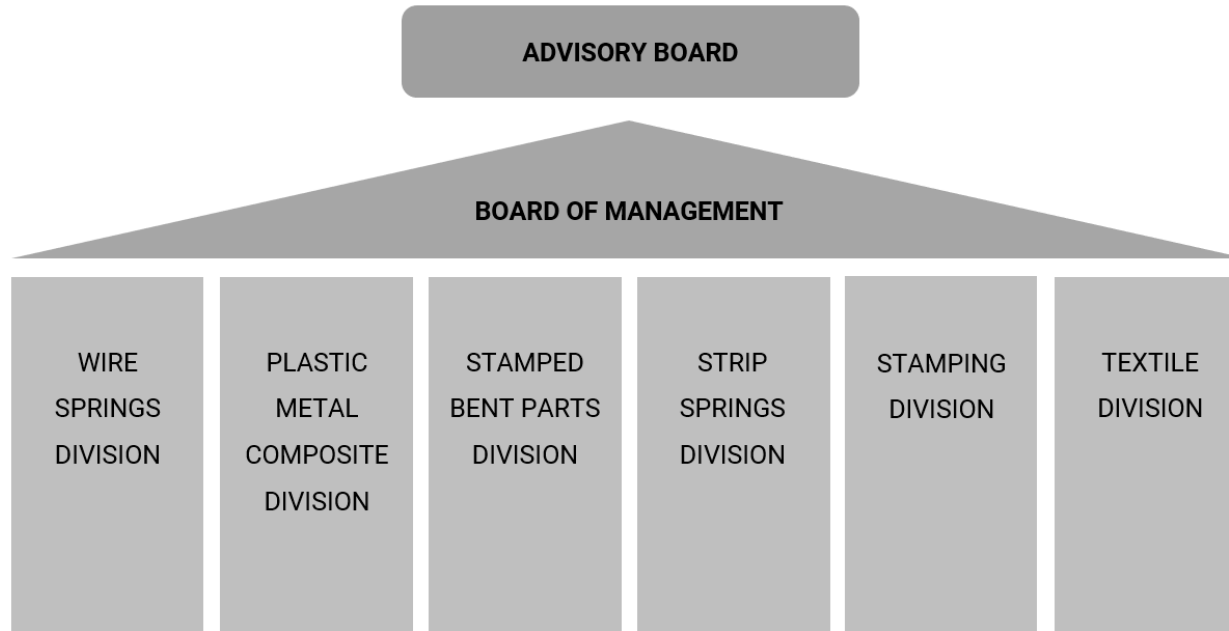 ADVISORY BOARD
BOARD OF MANAGEMENT
WIRE
SPRINGS
DIVISION
PLASTIC
METAL
COMPOSITE
DIVISION
STAMPED
BENT PARTS
DIVISION
STRIP
SPRINGS
DIVISION
STAMPING
DIVISION
TEXTILE
DIVISION